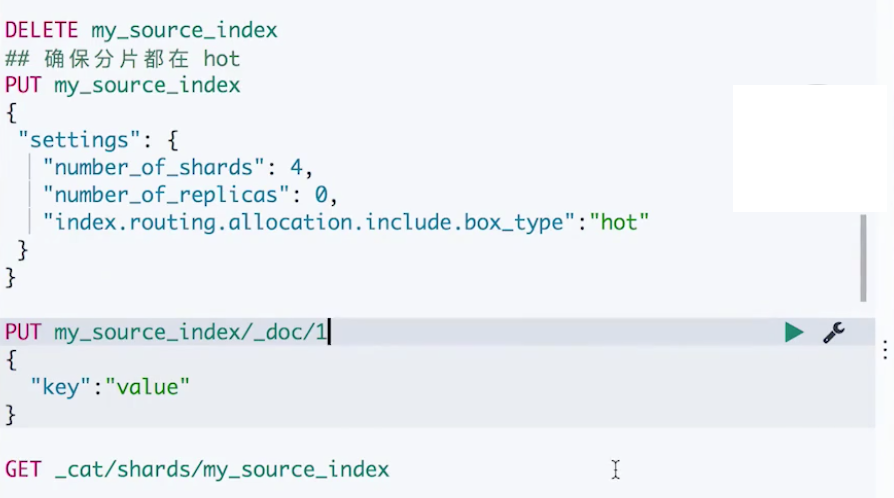 DELETE my_source_index
## 确保分片都在 hot
PUT my_source_index
{
"settings": {
"number_of_shards": 4,
"number_of_replicas": 0,
"index.routing.allocation.include.box_type":"hot"
}
}
PUT my_source_index/_doc/1
{
"key":"value"
}
GET _cat/shards/my_source_index